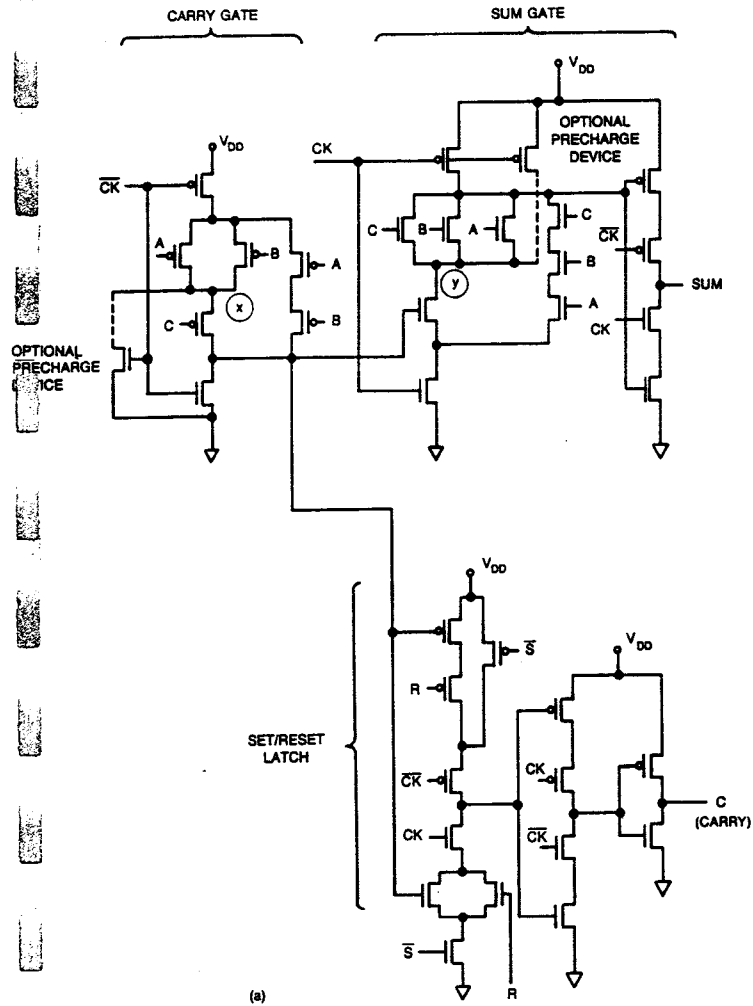 CARRY GATE
SUM GATE
V_DD
OPTIONAL
PRECHARGE
DEVICE
V_DD
CK
C̅K̅
A
B
A
C
B
A
C
C̅K̅
B
SUM
x
y
C
B
A
CK
OPTIONAL
PRECHARGE
V_DD
S̅
V_DD
R
SET/RESET
LATCH
C̅K̅
CK
C
(CARRY)
CK
C̅K̅
S̅
R
(a)